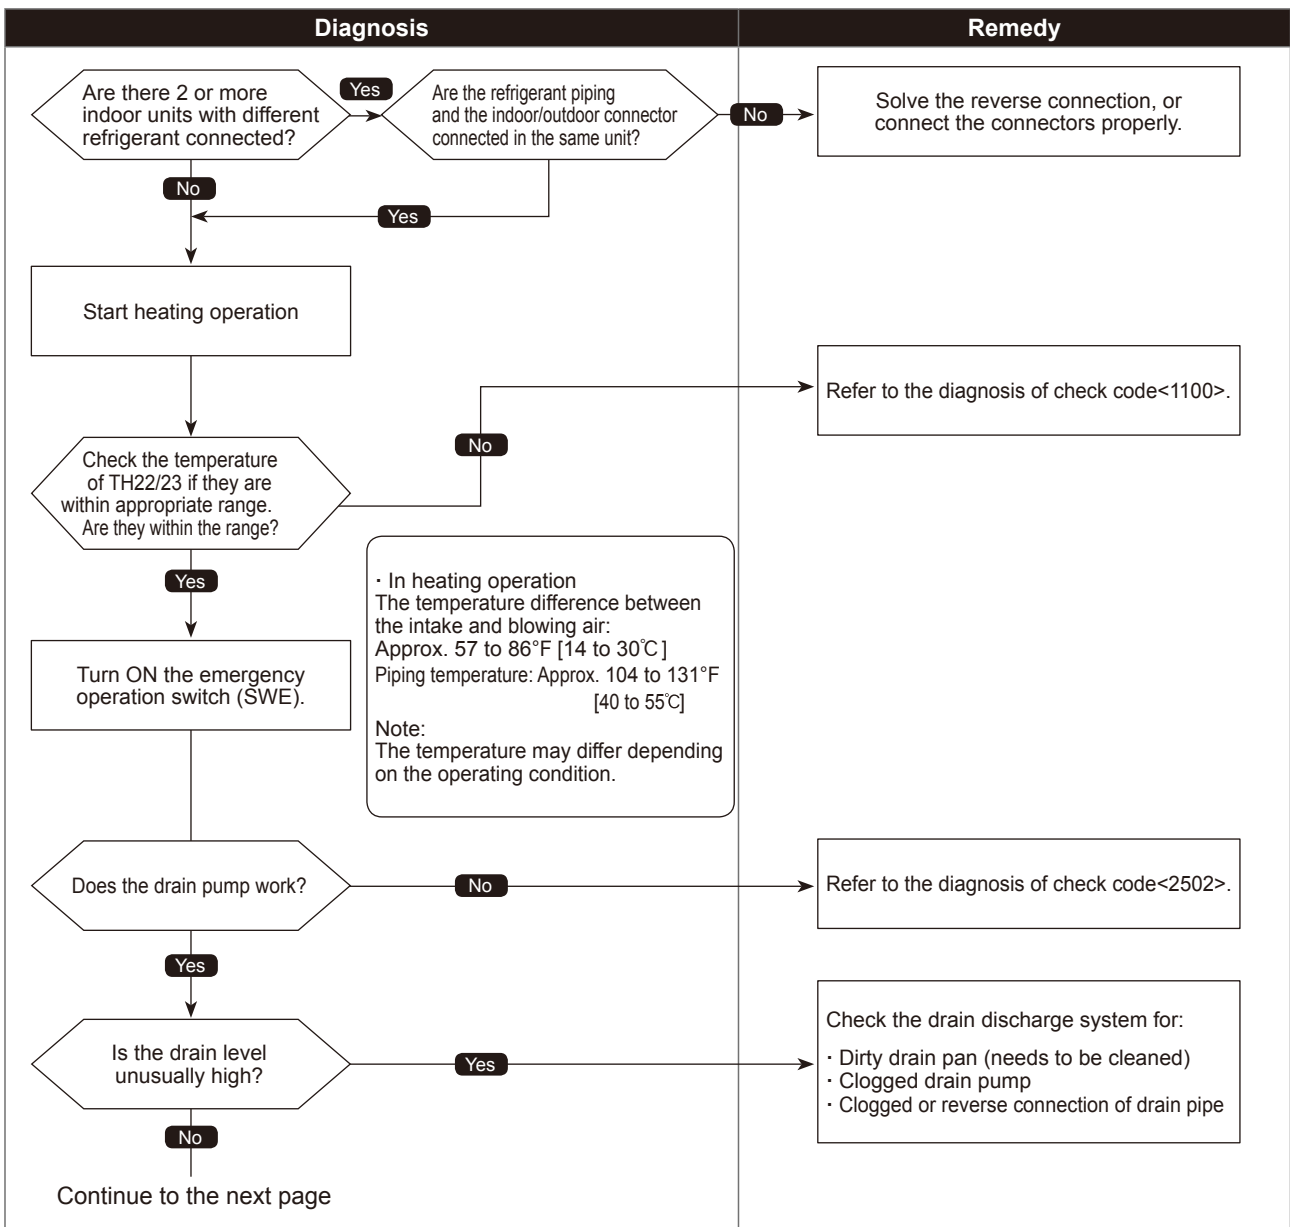 Diagnosis
Remedy
Are there 2 or more
indoor units with different
refrigerant connected?
Yes
Are the refrigerant piping
and the indoor/outdoor connector
connected in the same unit?
No
Solve the reverse connection, or
connect the connectors properly.
No
Yes
Start heating operation
Refer to the diagnosis of check code<1100>.
No
Check the temperature
of TH22/23 if they are
within appropriate range.
Are they within the range?
Yes
· In heating operation
The temperature difference between
the intake and blowing air:
Approx. 57 to 86°F [14 to 30℃]
Piping temperature: Approx. 104 to 131°F
[40 to 55℃]
Note:
The temperature may differ depending
on the operating condition.
Turn ON the emergency
operation switch (SWE).
Does the drain pump work?
No
Refer to the diagnosis of check code<2502>.
Yes
Is the drain level
unusually high?
Yes
Check the drain discharge system for:
· Dirty drain pan (needs to be cleaned)
· Clogged drain pump
· Clogged or reverse connection of drain pipe
No
Continue to the next page